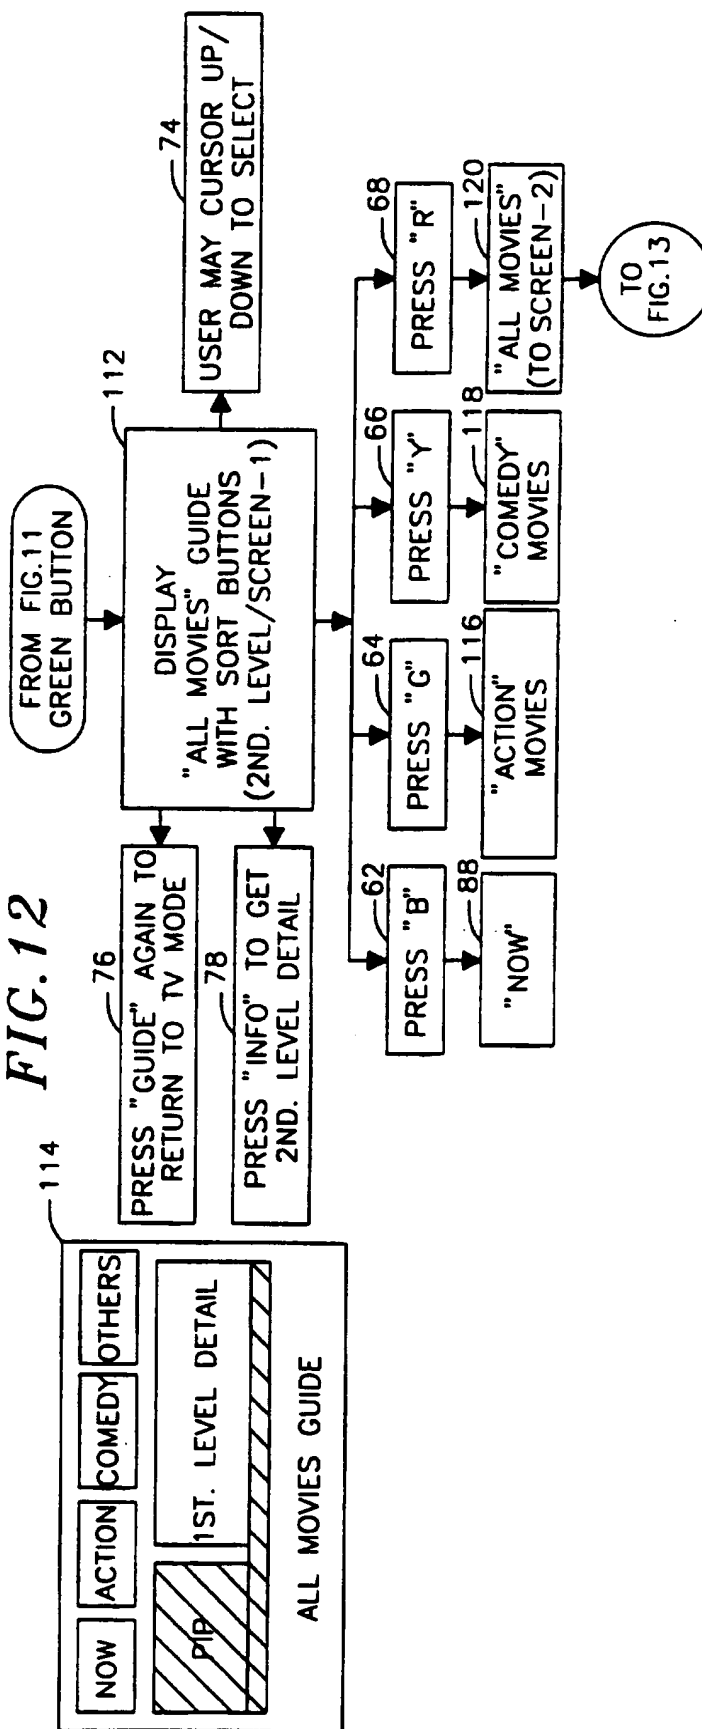 FIG.12
114
NOW
ACTION
COMEDY
OTHERS
PIP
1ST. LEVEL DETAIL
ALL MOVIES GUIDE
FROM FIG.11
GREEN BUTTON
112
DISPLAY
"ALL MOVIES" GUIDE
WITH SORT BUTTONS
(2ND. LEVEL/SCREEN-1)
74
USER MAY CURSOR UP/
DOWN TO SELECT
76
PRESS "GUIDE" AGAIN TO
RETURN TO TV MODE
78
PRESS "INFO" TO GET
2ND. LEVEL DETAIL
62
PRESS "B"
64
PRESS "G"
66
PRESS "Y"
68
PRESS "R"
88
"NOW"
116
"ACTION"
MOVIES
118
"COMEDY"
MOVIES
120
"ALL MOVIES"
(TO SCREEN-2)
TO
FIG.13